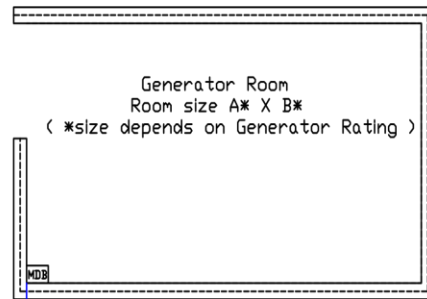 Generator Room
Room size A* X B*
( *size depends on Generator Rating )
MDB